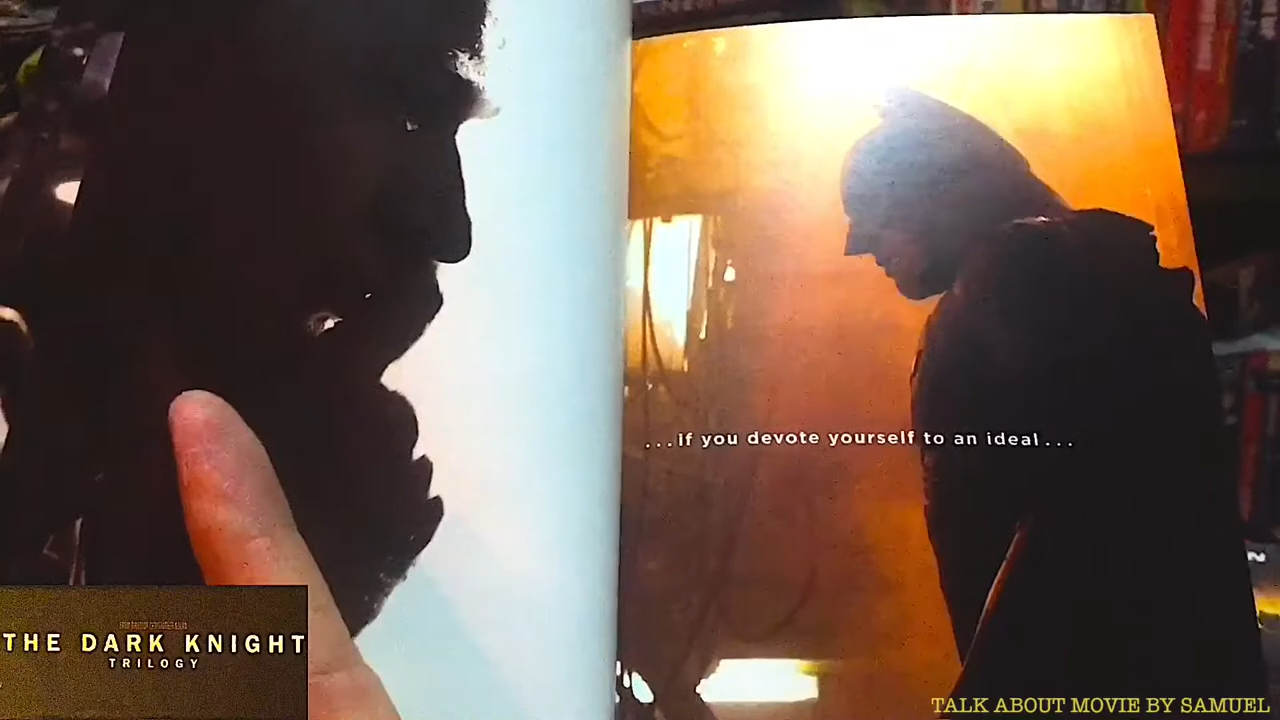 ...if you devote yourself to an ideal...
THE DARK KNIGHT
TRILOGY
TALK ABOUT MOVIE BY SAMUEL